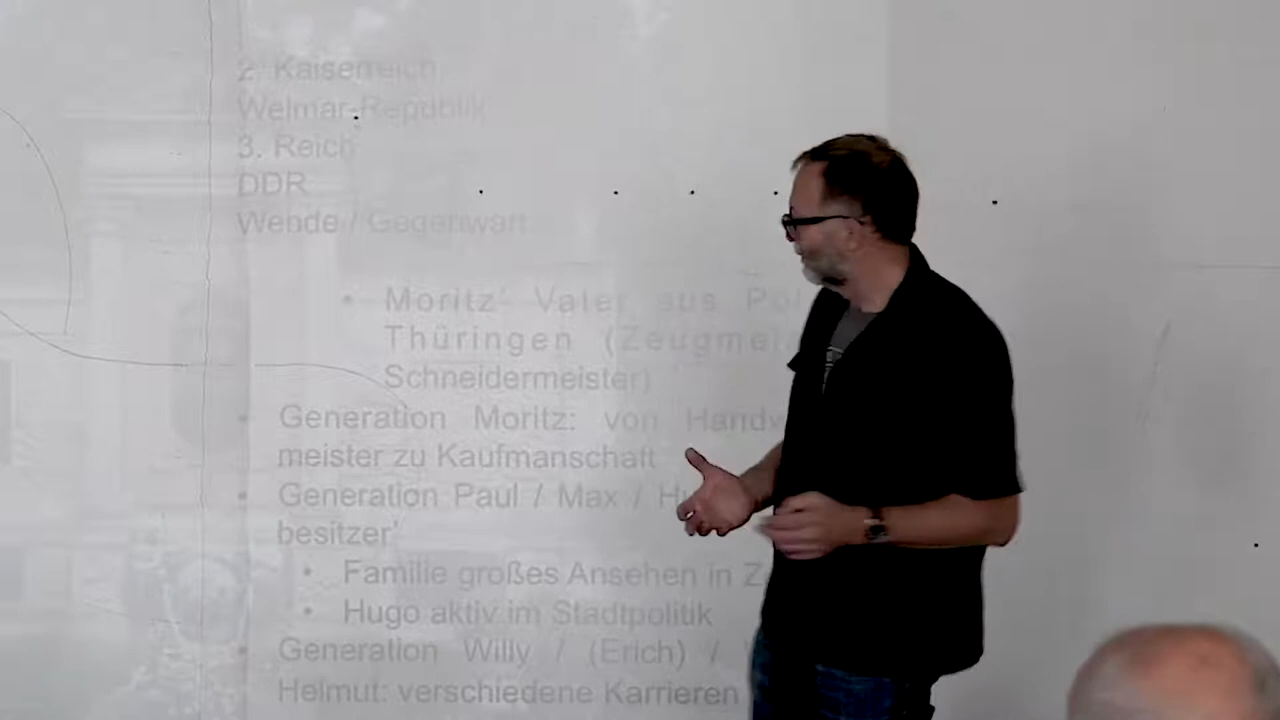 2. Kaiserreich
Weimar-Republik
3. Reich
DDR
Wende / Gegenwart
• Moritz' Vater aus
Thüringen
Schneidermeister)
• Generation Moritz: von
meister zu Kaufmanschaft
• Generation Paul / Max /
besitzer'
• Familie großes Ansehen in
• Hugo aktiv im Stadtpolitik
• Generation Willy / (Erich) /
Helmut: verschiedene Karrieren